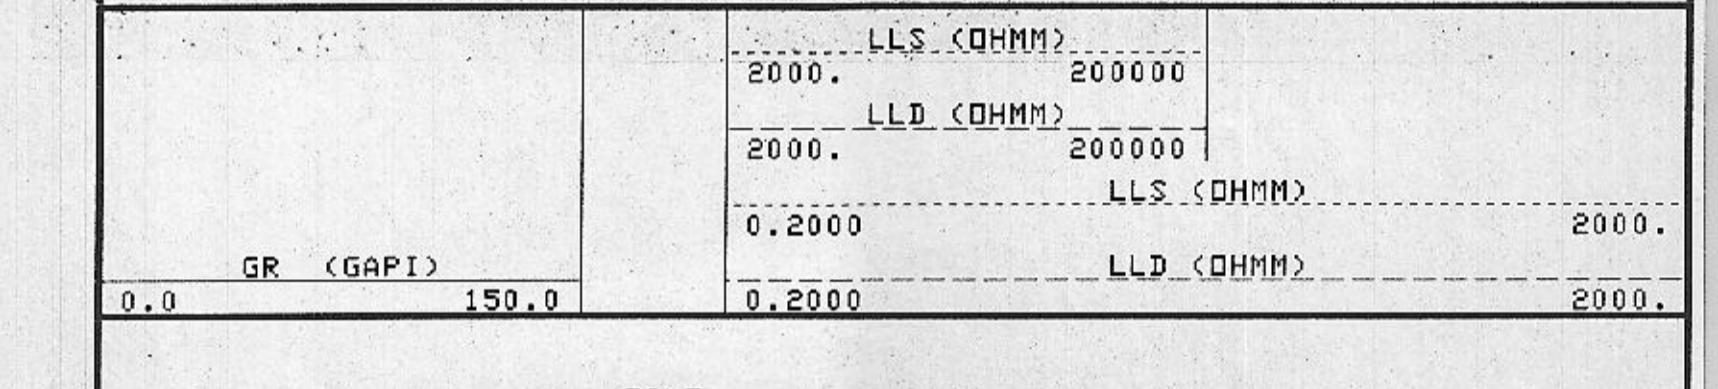 LLS (OHMM)
2000. 200000
LLD (OHMM)
2000. 200000
LLS (OHMM)
0.2000 2000.
GR (GAPI) LLD (OHMM)
0.0 150.0 0.2000 2000.